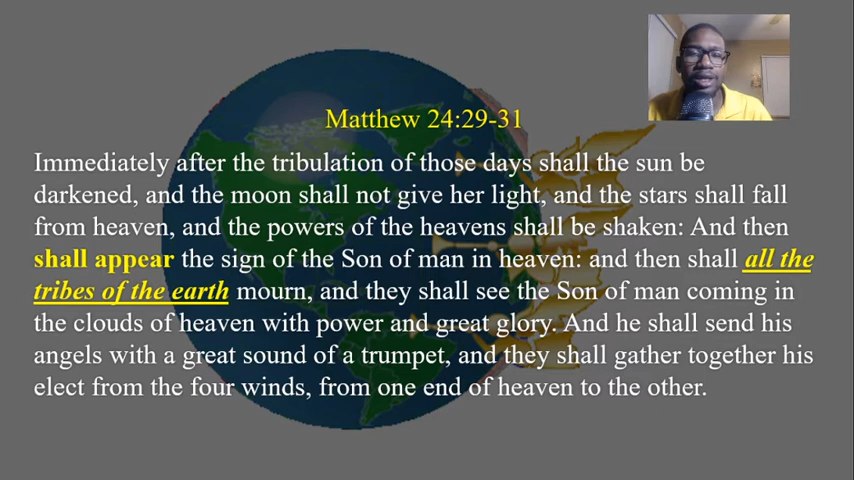 Matthew 24:29-31
Immediately after the tribulation of those days shall the sun be
darkened, and the moon shall not give her light, and the stars shall fall
from heaven, and the powers of the heavens shall be shaken: And then
shall appear the sign of the Son of man in heaven: and then shall all the
tribes of the earth mourn, and they shall see the Son of man coming in
the clouds of heaven with power and great glory. And he shall send his
angels with a great sound of a trumpet, and they shall gather together his
elect from the four winds, from one end of heaven to the other.